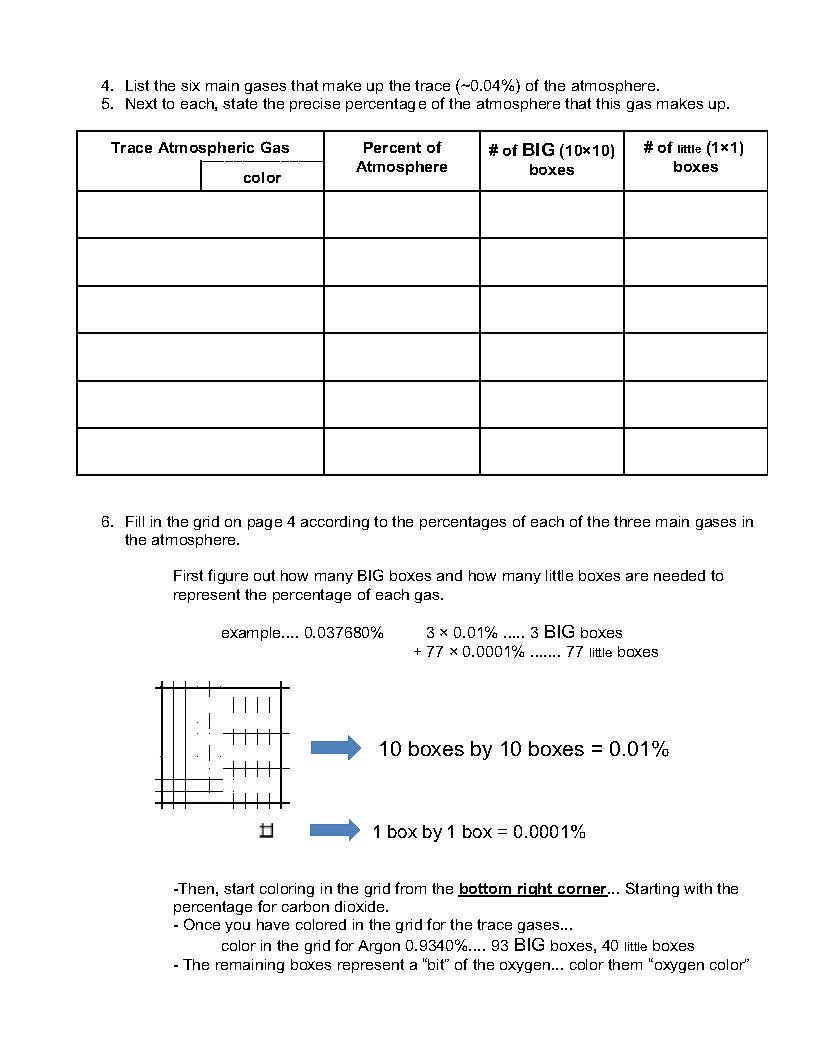 4. List the six main gases that make up the trace (~0.04%) of the atmosphere.
5. Next to each, state the precise percentage of the atmosphere that this gas makes up.
Trace Atmospheric Gas
color
Percent of
Atmosphere
# of BIG (10×10)
boxes
# of little (1×1)
boxes
6. Fill in the grid on page 4 according to the percentages of each of the three main gases in
the atmosphere.
First figure out how many BIG boxes and how many little boxes are needed to
represent the percentage of each gas.
example.... 0.037680% 3 × 0.01% ..... 3 BIG boxes
+ 77 × 0.0001% ....... 77 little boxes
10 boxes by 10 boxes = 0.01%
1 box by 1 box = 0.0001%
-Then, start coloring in the grid from the bottom right corner... Starting with the
percentage for carbon dioxide.
- Once you have colored in the grid for the trace gases...
color in the grid for Argon 0.9340%.... 93 BIG boxes, 40 little boxes
- The remaining boxes represent a “bit” of the oxygen... color them “oxygen color”